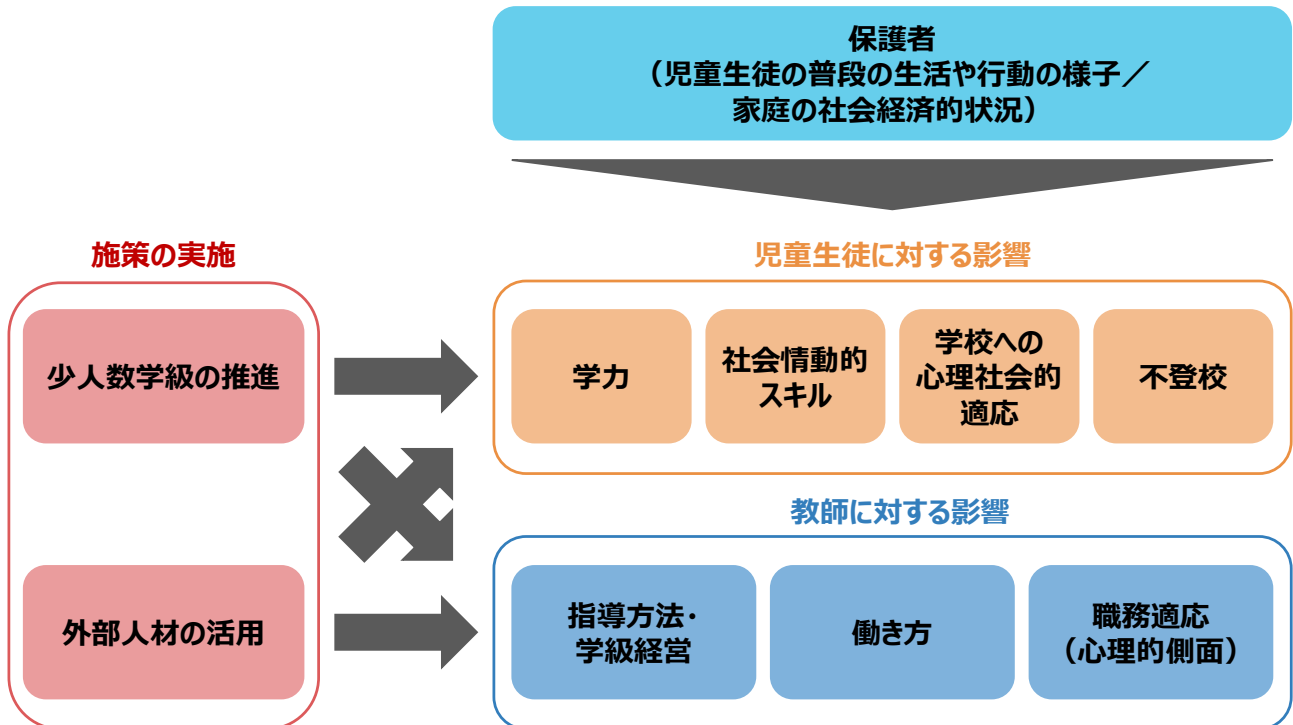 保護者
（児童生徒の普段の生活や行動の様子／
家庭の社会経済的状況）
施策の実施
児童生徒に対する影響
少人数学級の推進
学力
社会情動的
スキル
学校への
心理社会的
適応
不登校
教師に対する影響
外部人材の活用
指導方法・
学級経営
働き方
職務適応
（心理的側面）